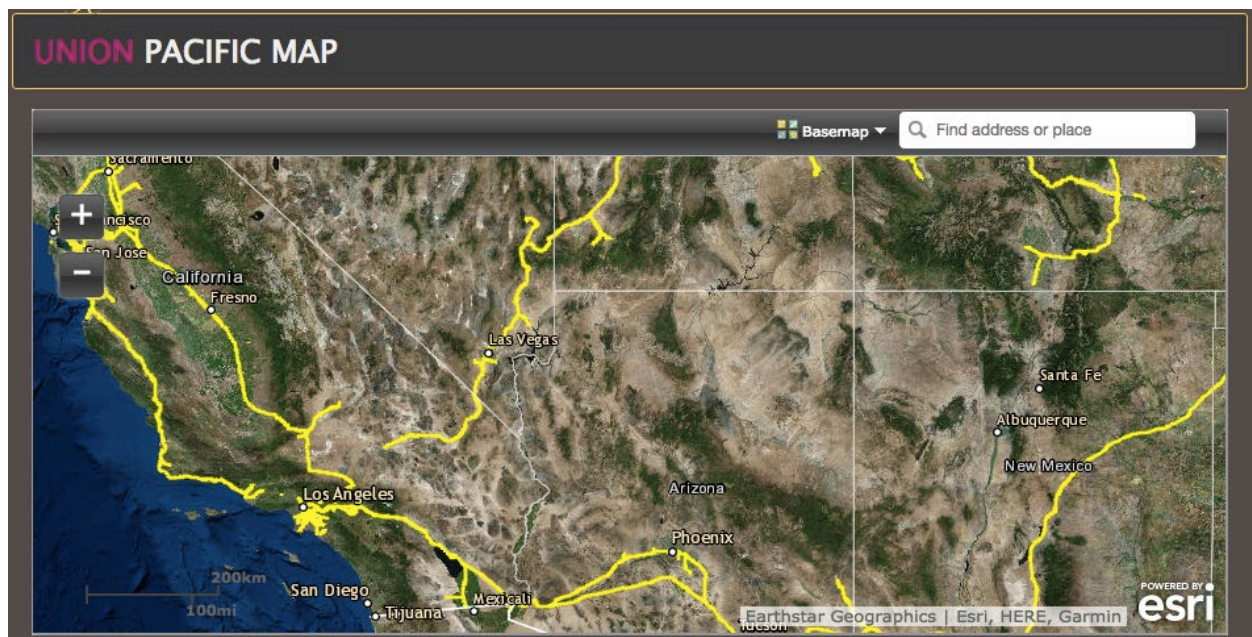 UNION PACIFIC MAP
Basemap
Find address or place
Sacramento
San Jose
California
Fresno
Las Vegas
Santa Fe
Albuquerque
New Mexico
Los Angeles
Arizona
Phoenix
200km
100mi
San Diego
Tijuana
Mexicali
Tucson
Earthstar Geographics | Esri, HERE, Garmin
POWERED BY
esri